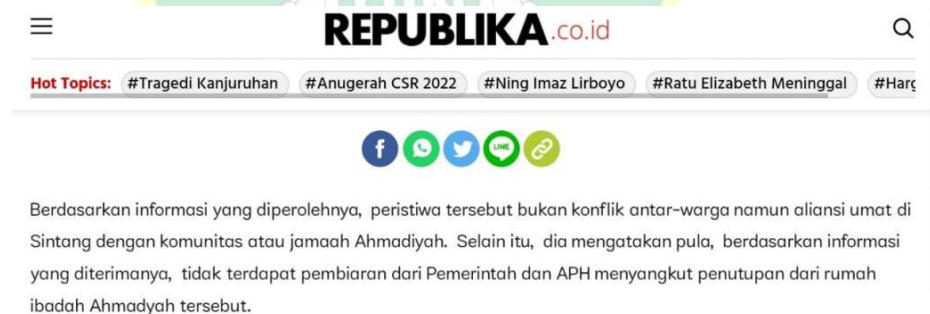 REPUBLIKA.co.id
Hot Topics: #Tragedi Kanjuruhan #Anugerah CSR 2022 #Ning Imaz Lirboyo #Ratu Elizabeth Meninggal #Harg
LINE
Berdasarkan informasi yang diperolehnya, peristiwa tersebut bukan konflik antar-warga namun aliansi umat di
Sintang dengan komunitas atau jamaah Ahmadiyah. Selain itu, dia mengatakan pula, berdasarkan informasi
yang diterimanya, tidak terdapat pembiaran dari Pemerintah dan APH menyangkut penutupan dari rumah
ibadah Ahmadyah tersebut.